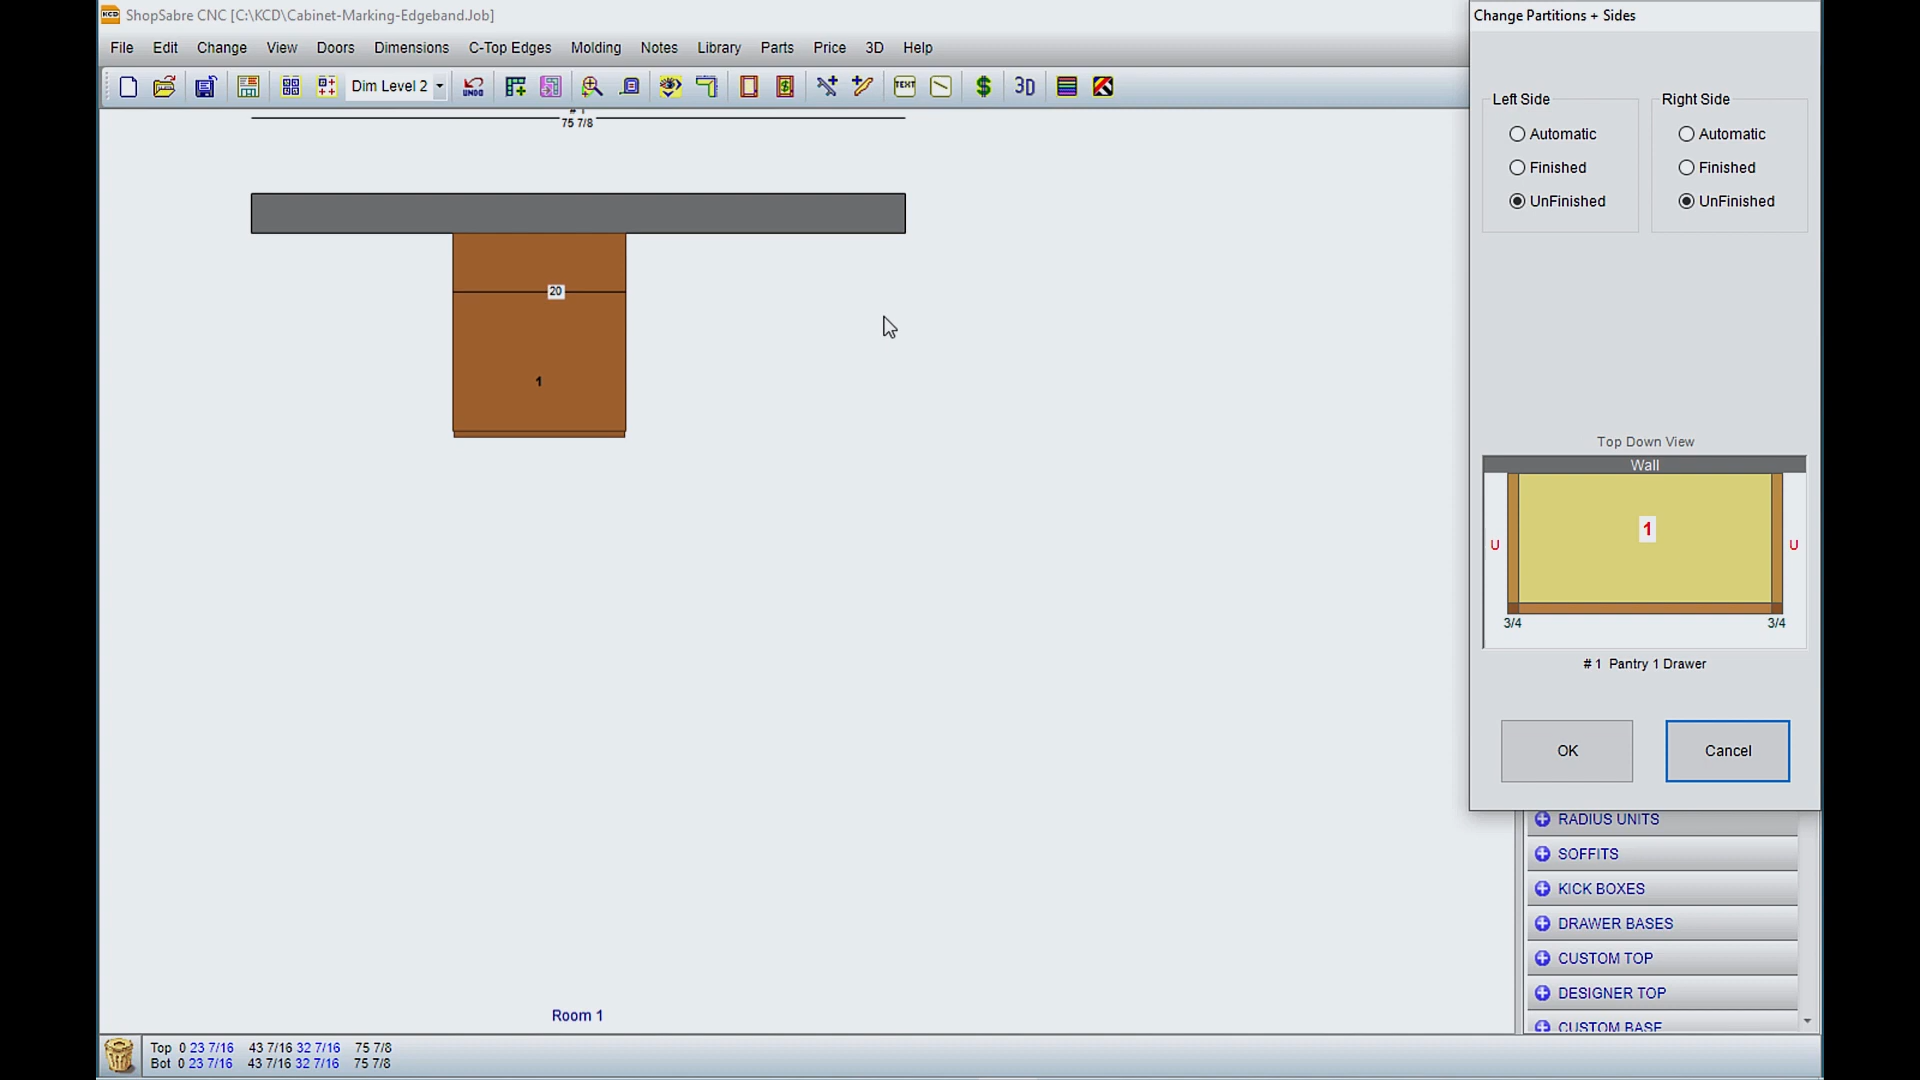 KCD ShopSabre CNC [C:\KCD\Cabinet-Marking-Edgeband.Job]
File Edit Change View Doors Dimensions C-Top Edges Molding Notes Library Parts Price 3D Help
Dim Level 2 UNDO TEXT $ 3D
75 7/8
20
1
Room 1
Top 0 23 7/16 43 7/16 32 7/16 75 7/8
Bot 0 23 7/16 43 7/16 32 7/16 75 7/8
Change Partitions + Sides
Left Side Right Side
Automatic Automatic
Finished Finished
UnFinished UnFinished
Top Down View
Wall
1
U U
3/4 3/4
# 1 Pantry 1 Drawer
OK Cancel
RADIUS UNITS
SOFFITS
KICK BOXES
DRAWER BASES
CUSTOM TOP
DESIGNER TOP
CUSTOM BASE